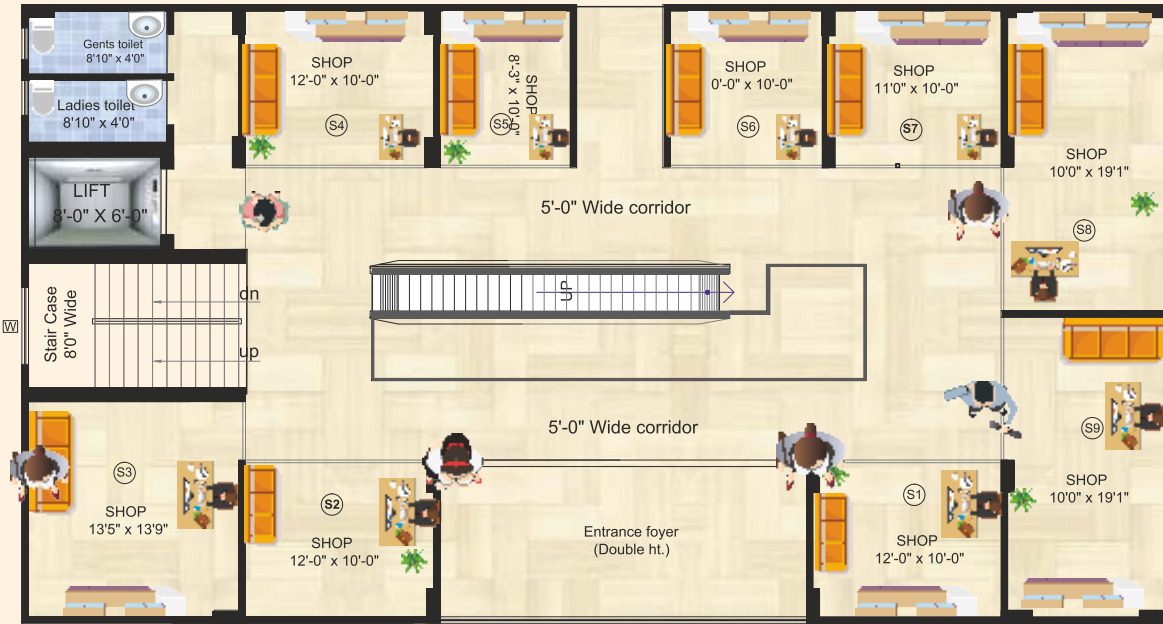 Gents toilet
8'10" x 4'0"
Ladies toilet
8'10" x 4'0"
LIFT
8'-0" X 6'-0"
Stair Case
8'0" Wide
dn
up
W
SHOP
12'-0" x 10'-0"
S4
SHOP
8'-3" x 10'-0"
S5
SHOP
0'-0" x 10'-0"
S6
SHOP
11'0" x 10'-0"
S7
SHOP
10'0" x 19'1"
S8
5'-0" Wide corridor
UP
5'-0" Wide corridor
S3
SHOP
13'5" x 13'9"
S2
SHOP
12'-0" x 10'-0"
Entrance foyer
(Double ht.)
S1
SHOP
12'-0" x 10'-0"
S9
SHOP
10'0" x 19'1"